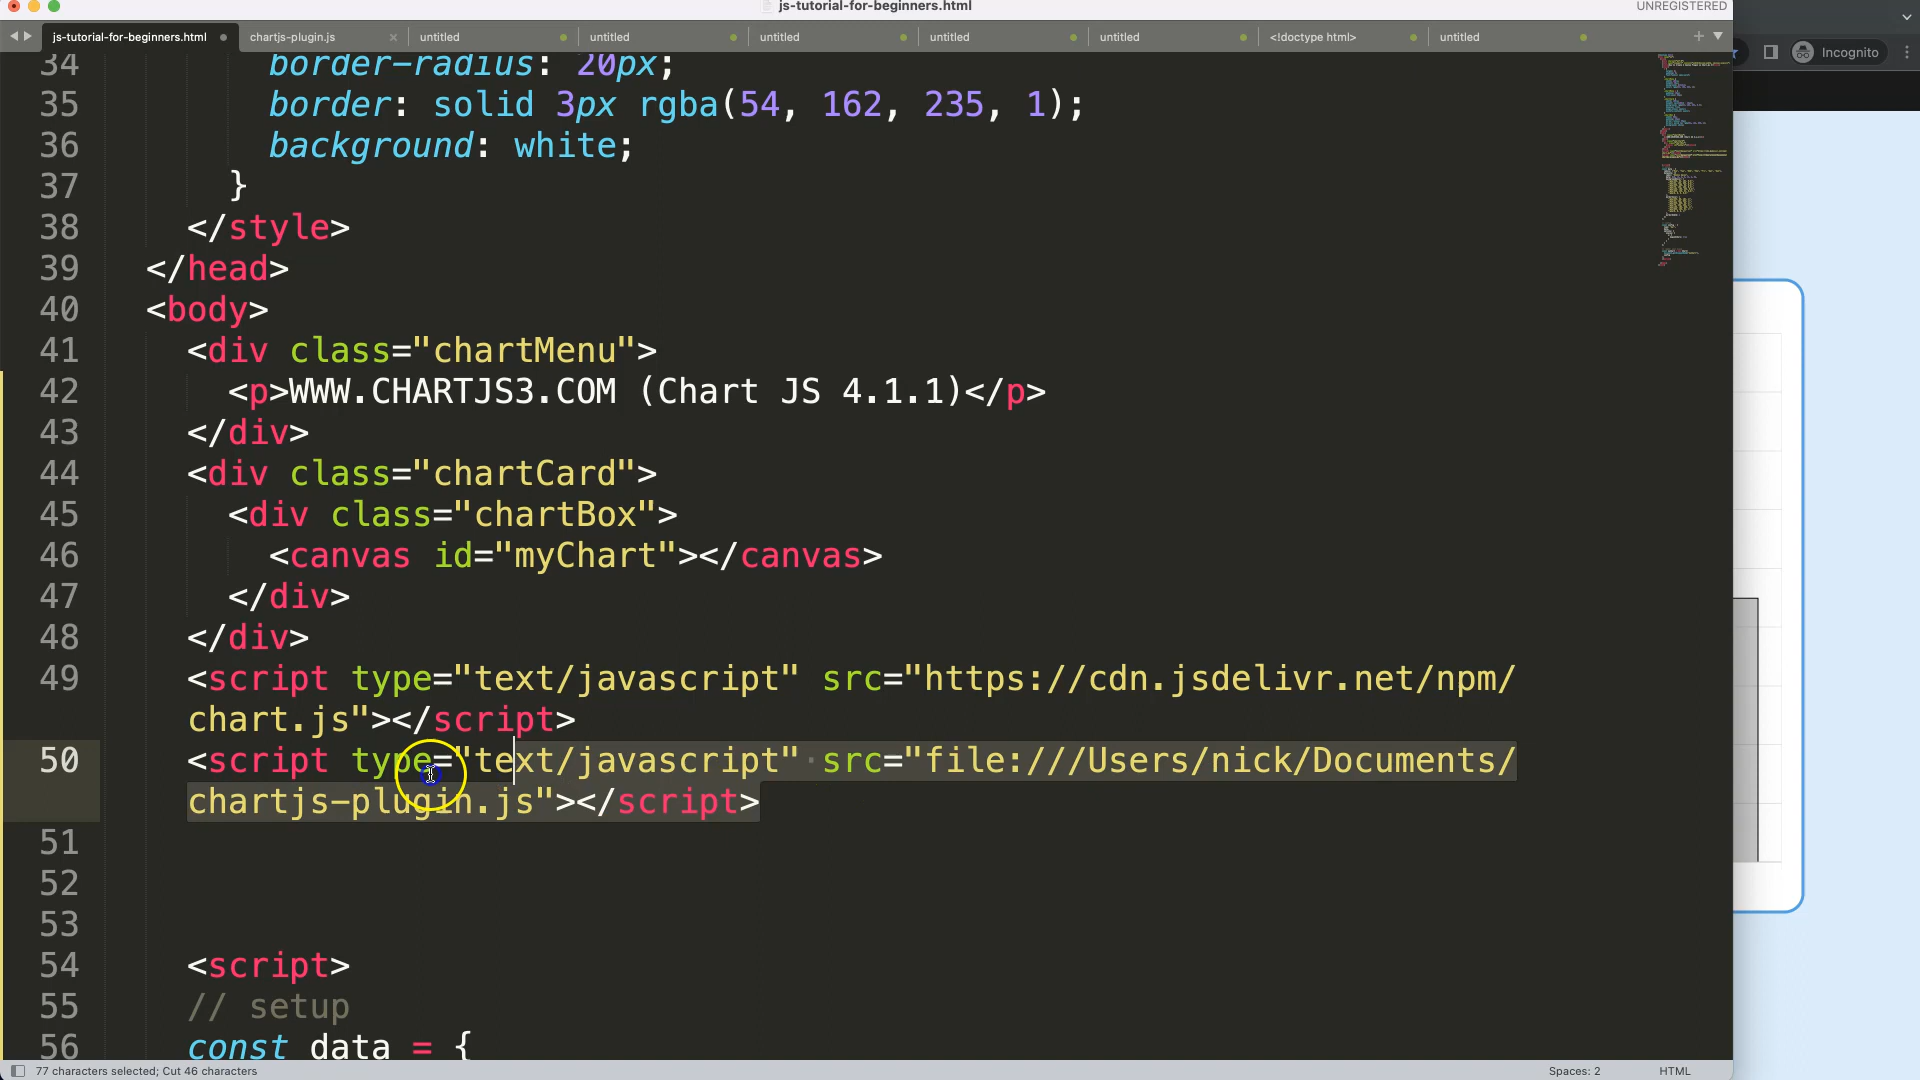 js-tutorial-for-beginners.html
UNREGISTERED
js-tutorial-for-beginners.html
chartjs-plugin.js
untitled
untitled
untitled
untitled
untitled
<!doctype html>
untitled
Incognito
34 border-radius: 20px;
35 border: solid 3px rgba(54, 162, 235, 1);
36 background: white;
37 }
38 </style>
39 </head>
40 <body>
41 <div class="chartMenu">
42 <p>WWW.CHARTJS3.COM (Chart JS 4.1.1)</p>
43 </div>
44 <div class="chartCard">
45 <div class="chartBox">
46 <canvas id="myChart"></canvas>
47 </div>
48 </div>
49 <script type="text/javascript" src="https://cdn.jsdelivr.net/npm/
chart.js"></script>
50 <script type="text/javascript" src="file:///Users/nick/Documents/
chartjs-plugin.js"></script>
51
52
53
54 <script>
55 // setup
56 const data = {
77 characters selected; Cut 46 characters
Spaces: 2
HTML